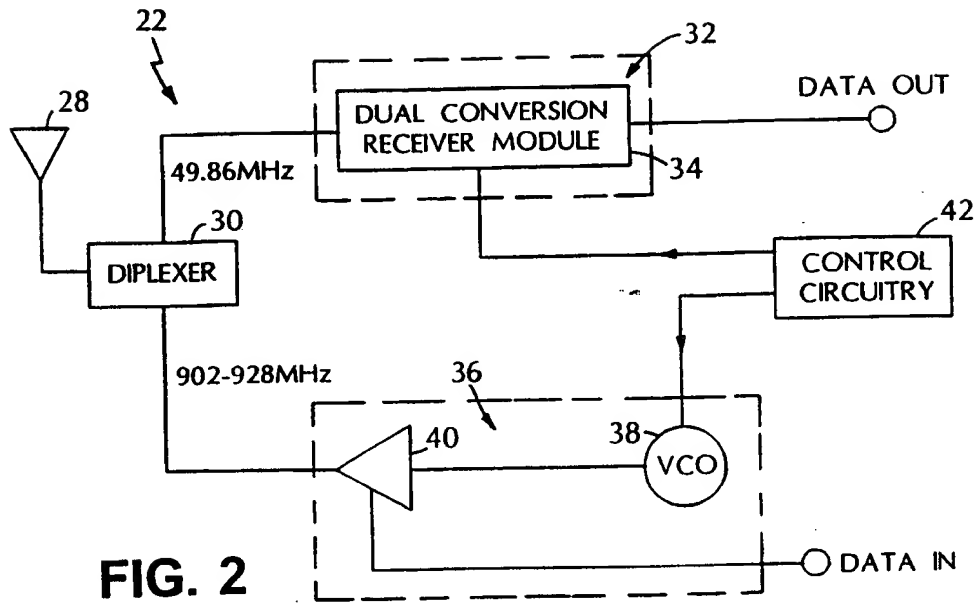 22
32
28
DUAL CONVERSION
RECEIVER MODULE
34
DATA OUT
49.86MHz
30
DIPLEXER
42
CONTROL
CIRCUITRY
902-928MHz
36
40
38
VCO
DATA IN
FIG. 2